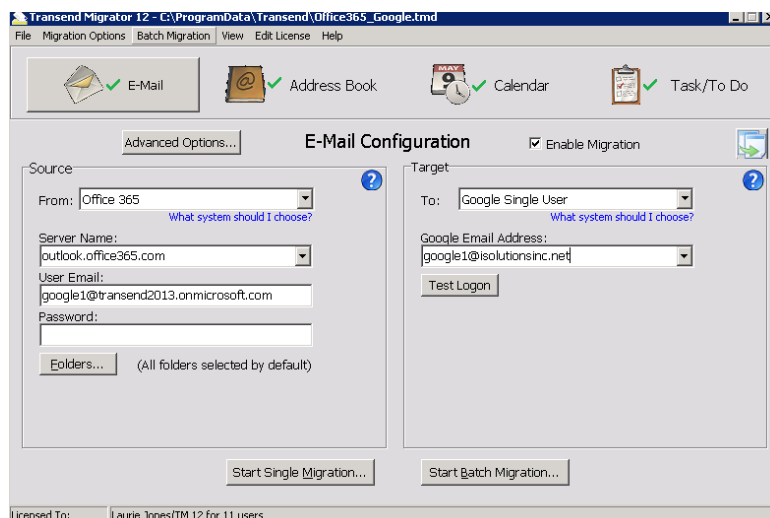 Transend Migrator 12 - C:\ProgramData\Transend\Office365_Google.tmd
File Migration Options Batch Migration View Edit License Help
E-Mail
@ Address Book
MAY 9 Calendar
Task/To Do
Advanced Options... E-Mail Configuration Enable Migration
Source Target
From: Office 365 To: Google Single User
What system should I choose? What system should I choose?
Server Name: Google Email Address:
outlook.office365.com google1@isolutionsinc.net
User Email: Test Logon
google1@transend2013.onmicrosoft.com
Password:
Folders... (All folders selected by default)
Start Single Migration... Start Batch Migration...
Licensed To: Laurie Jones/TM 12 for 11 users